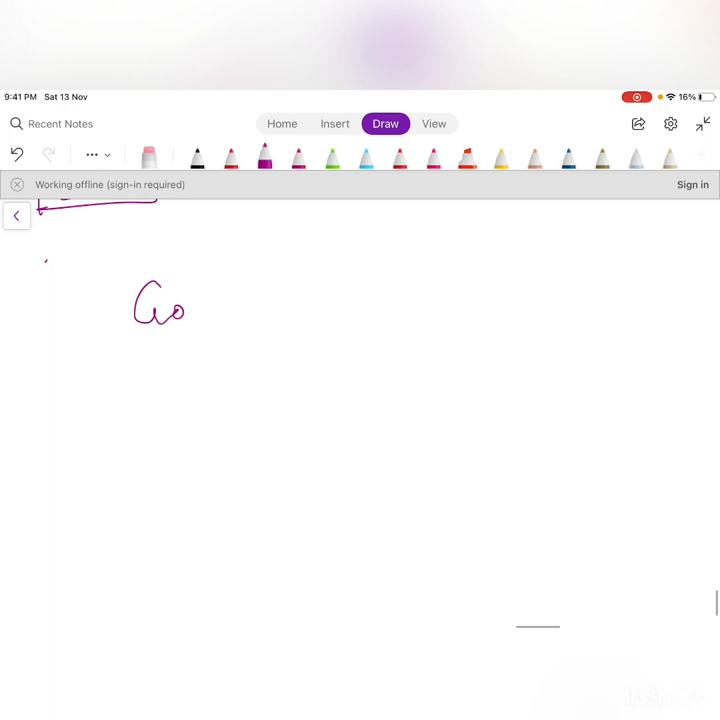 9:41 PM Sat 13 Nov 16%
Recent Notes Home Insert Draw View
Working offline (sign-in required) Sign in
Go